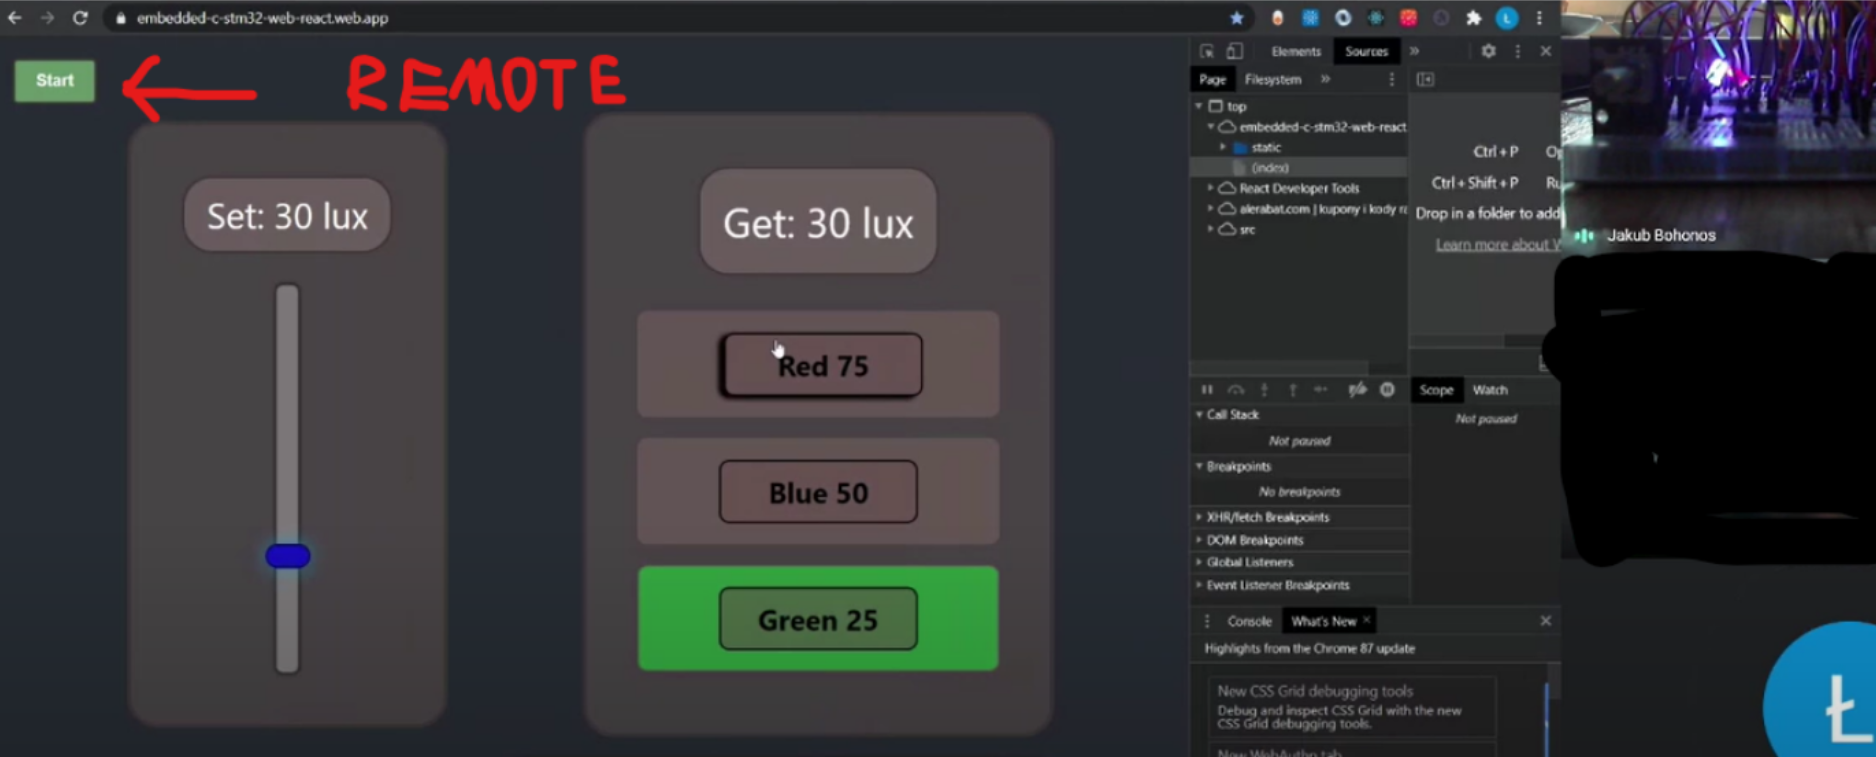 embedded-c-stm32-web-react.web.app
Start
REMOTE
Set: 30 lux
Get: 30 lux
Red 75
Blue 50
Green 25
Elements Sources »
Page Filesystem »
top
embedded-c-stm32-web-react
static
(index)
React Developer Tools
alerabat.com | kupony i kody
src
Ctrl + P
Ctrl + Shift + P
Drop in a folder to add
Learn more about
Scope Watch
Call Stack
Not paused
Not paused
Breakpoints
No breakpoints
XHR/fetch Breakpoints
DOM Breakpoints
Global Listeners
Event Listener Breakpoints
Console What's New ×
Highlights from the Chrome 87 update
New CSS Grid debugging tools
Debug and inspect CSS Grid with the new
CSS Grid debugging tools.
New WebAuthn tab
Jakub Bohonos
Ł
Ł